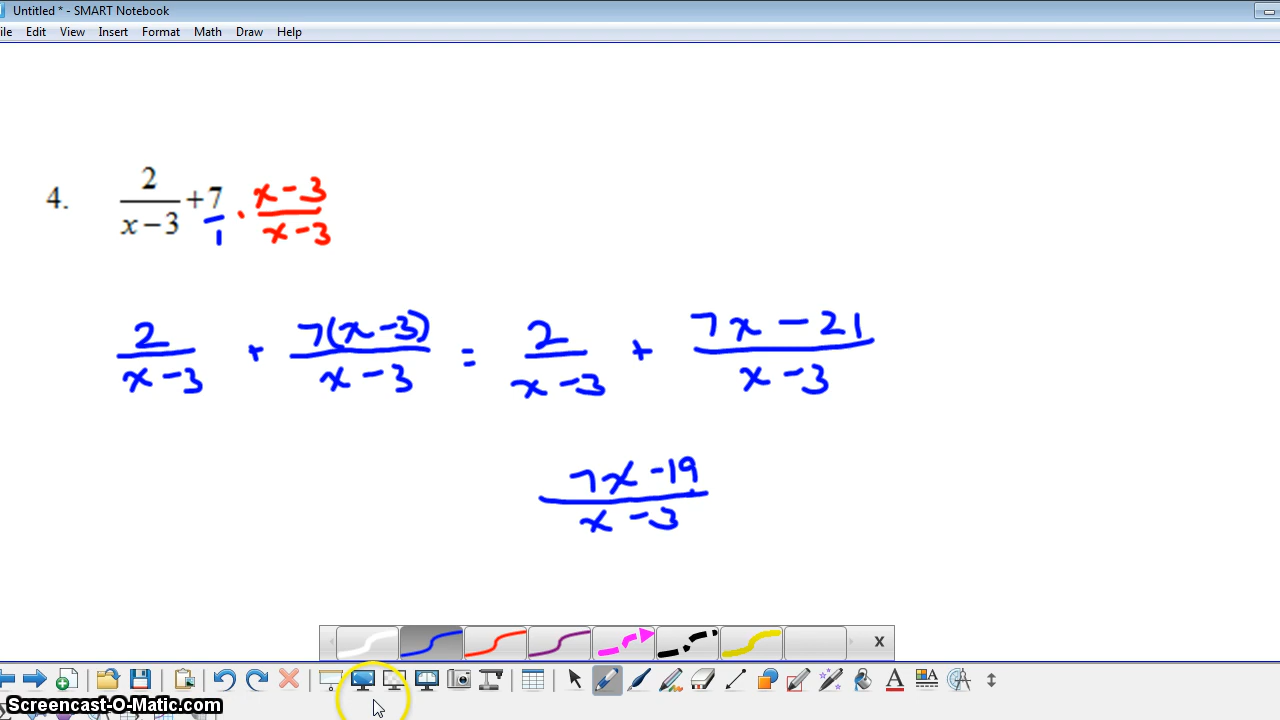 Untitled * - SMART Notebook
ile Edit View Insert Format Math Draw Help
4. 2/(x−3) + 7/1 · (x−3)/(x−3)
2/(x−3) + 7(x−3)/(x−3) = 2/(x−3) + (7x−21)/(x−3)
(7x−19)/(x−3)
x
Screencast-O-Matic.com